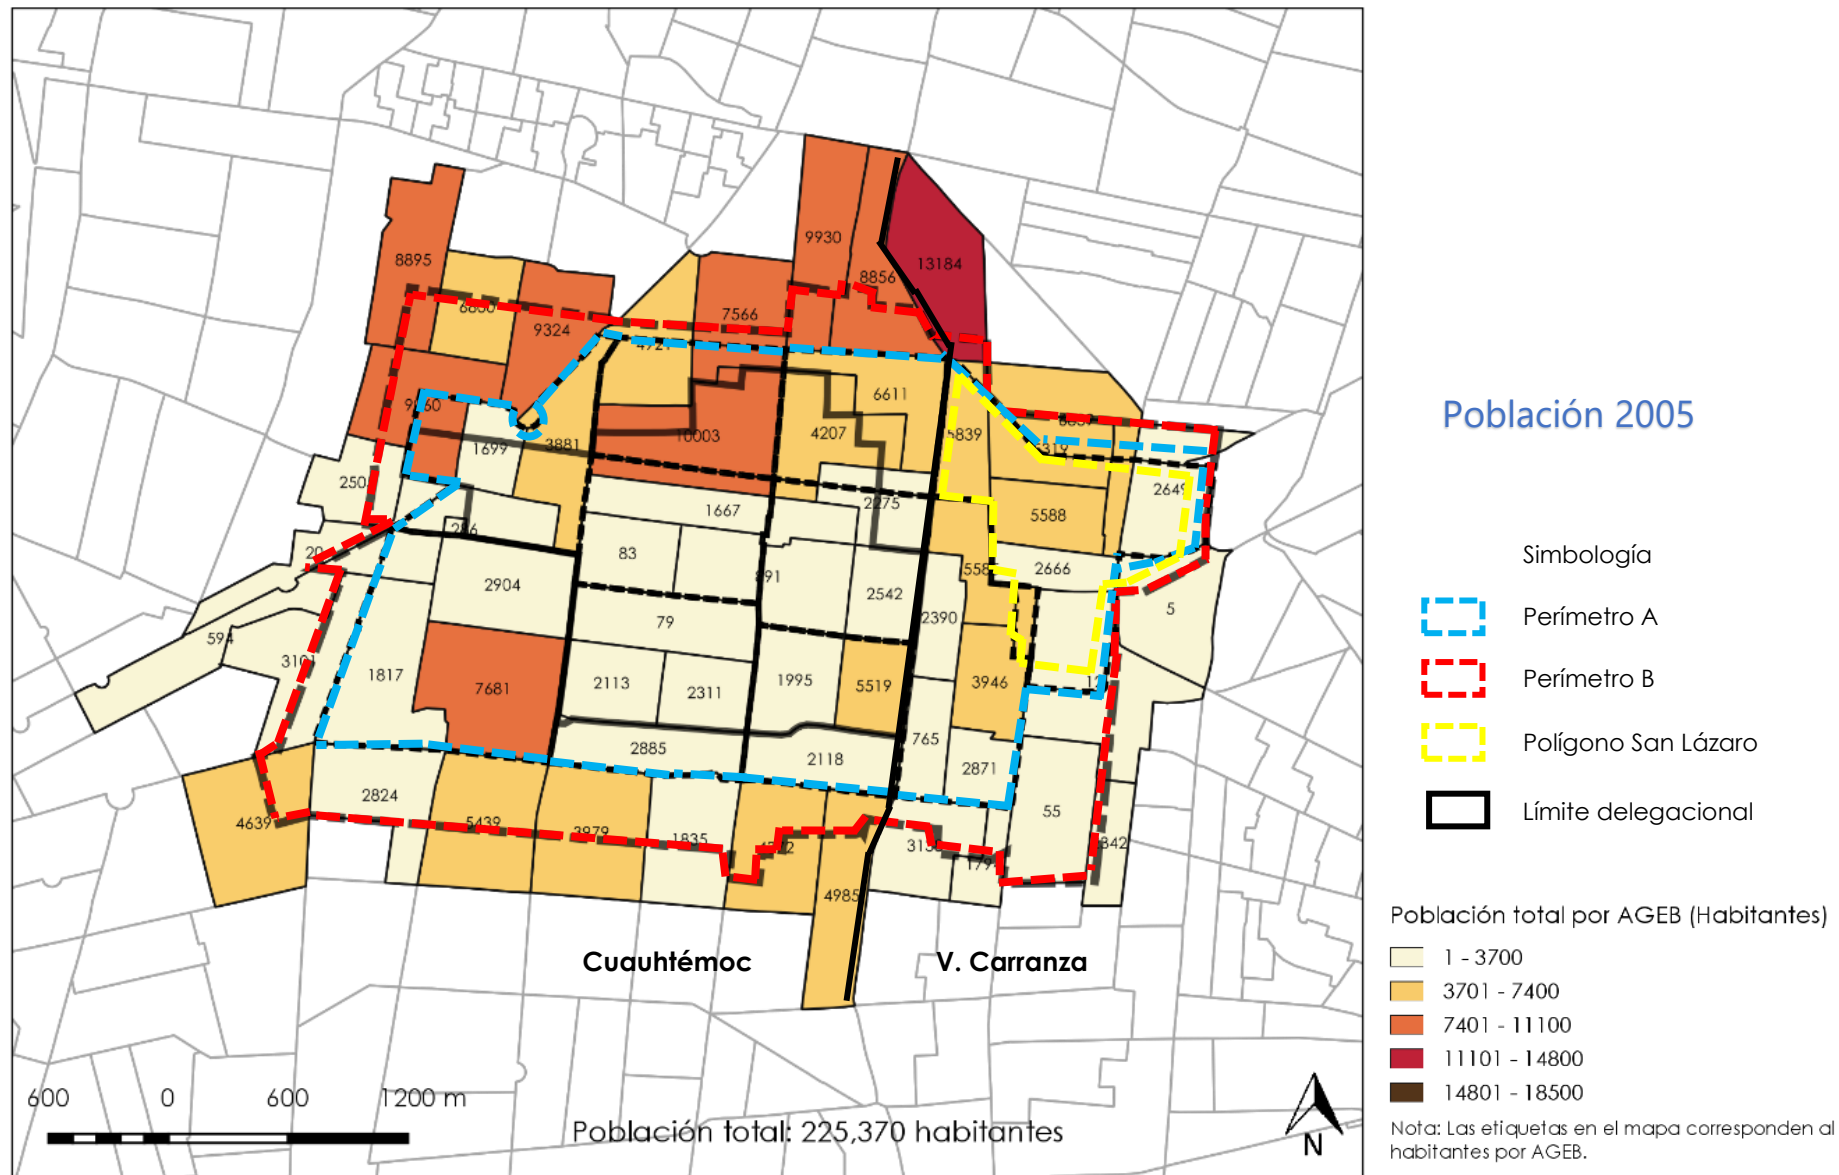 9930
8856
13184
8895
7566
9324
6611
10003
4207
1699
3881
2275
1667
5588
83
2666
2904
2542
2390
5
79
594
1817
7681
2113
2311
1995
5519
3946
765
2885
2118
2871
2824
55
4639
5439
3979
1835
4985
Cuauhtémoc
V. Carranza
600 0 600 1200 m
Población total: 225,370 habitantes
N
Población 2005
Simbología
Perímetro A
Perímetro B
Polígono San Lázaro
Límite delegacional
Población total por AGEB (Habitantes)
1 - 3700
3701 - 7400
7401 - 11100
11101 - 14800
14801 - 18500
Nota: Las etiquetas en el mapa corresponden al
habitantes por AGEB.